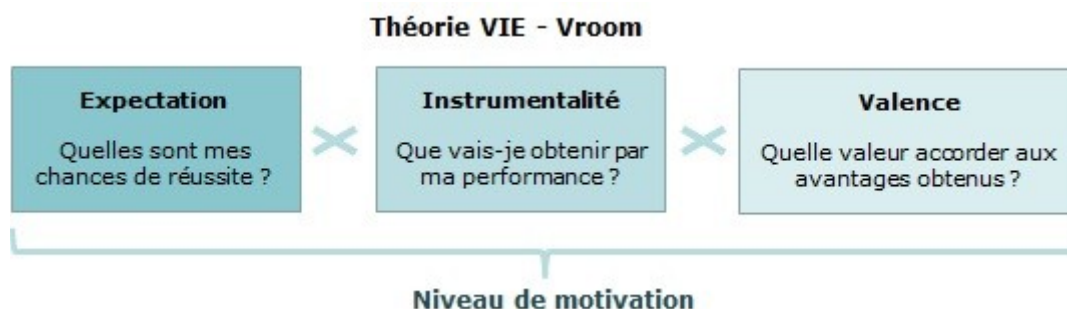 Théorie VIE - Vroom
Expectation
Quelles sont mes
chances de réussite ?
Instrumentalité
Que vais-je obtenir par
ma performance ?
Valence
Quelle valeur accorder aux
avantages obtenus ?
Niveau de motivation